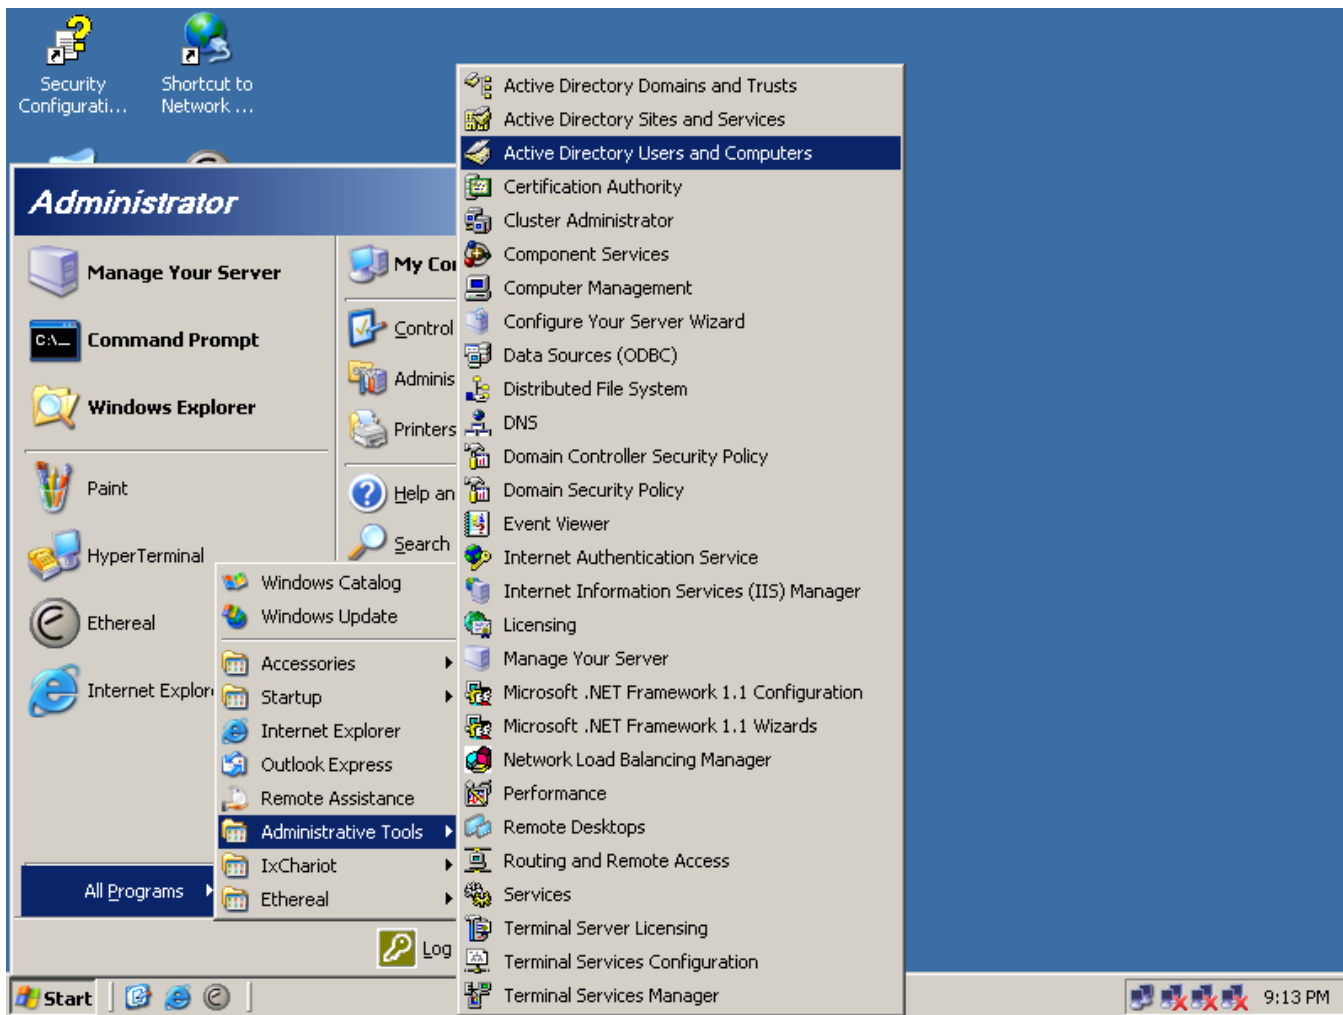 Security
Configurati...
Shortcut to
Network ...
Administrator
Manage Your Server
Command Prompt
C:\_
Windows Explorer
Paint
HyperTerminal
Ethereal
Internet Explor
All Programs
My Co
Control
Adminis
Printers
Help an
Search
Log
Windows Catalog
Windows Update
Accessories
Startup
Internet Explorer
Outlook Express
Remote Assistance
Administrative Tools
IxChariot
Ethereal
Active Directory Domains and Trusts
Active Directory Sites and Services
Active Directory Users and Computers
Certification Authority
Cluster Administrator
Component Services
Computer Management
Configure Your Server Wizard
Data Sources (ODBC)
Distributed File System
DNS
Domain Controller Security Policy
Domain Security Policy
Event Viewer
Internet Authentication Service
Internet Information Services (IIS) Manager
Licensing
Manage Your Server
Microsoft .NET Framework 1.1 Configuration
Microsoft .NET Framework 1.1 Wizards
Network Load Balancing Manager
Performance
Remote Desktops
Routing and Remote Access
Services
Terminal Server Licensing
Terminal Services Configuration
Terminal Services Manager
Start
9:13 PM